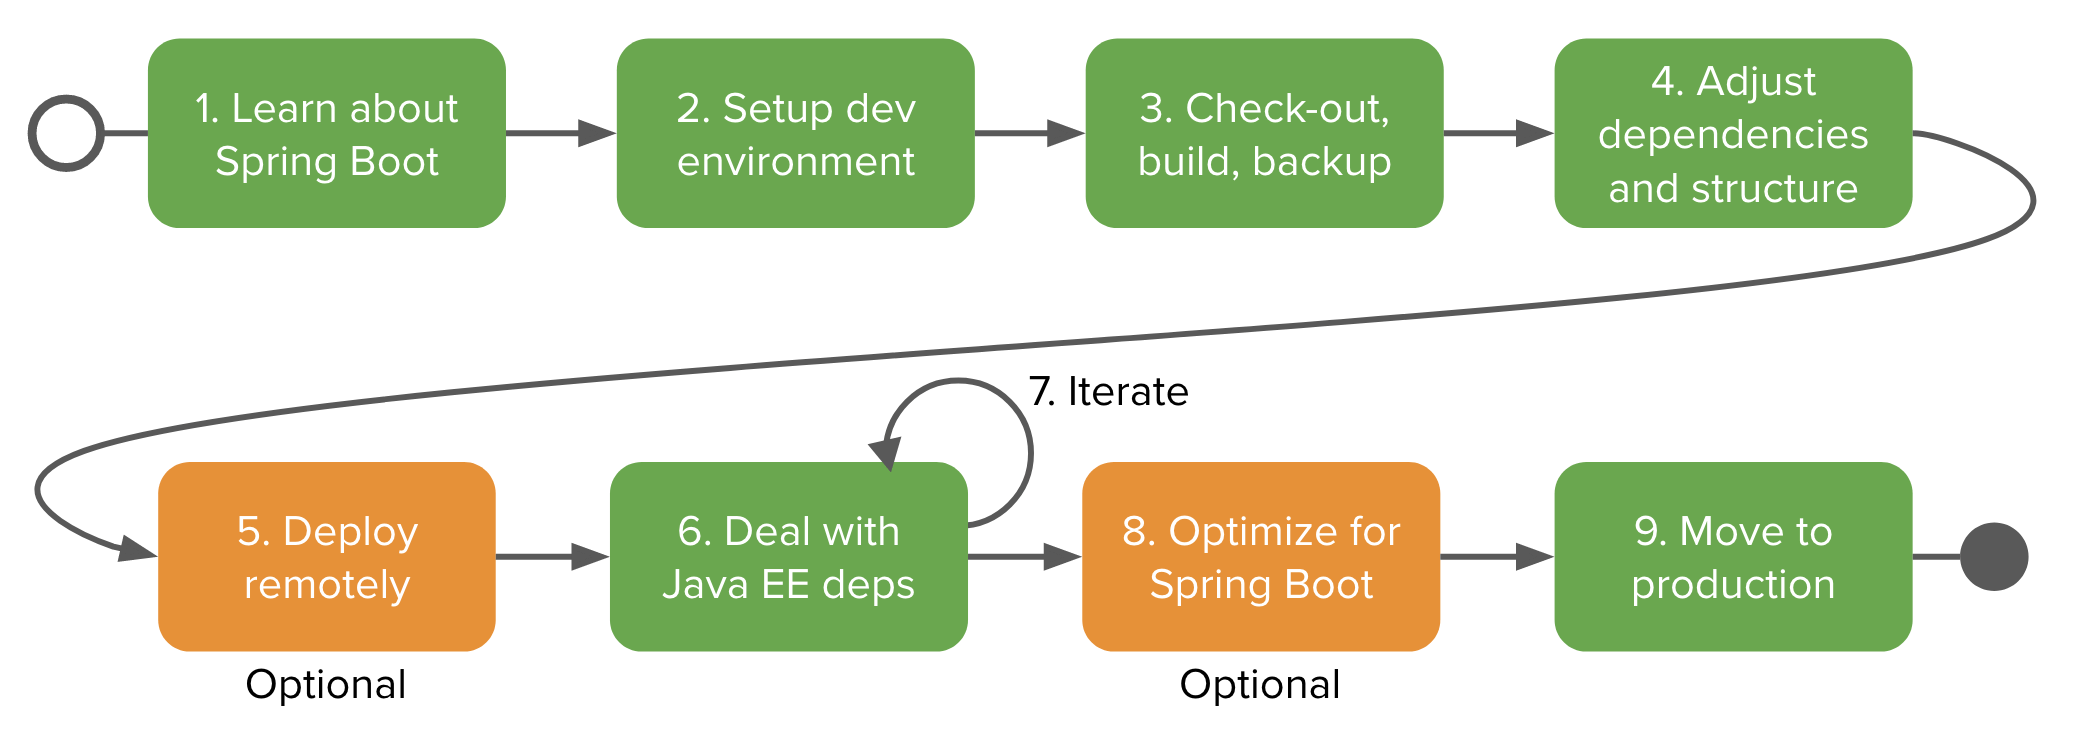 1. Learn about
Spring Boot
2. Setup dev
environment
3. Check-out,
build, backup
4. Adjust
dependencies
and structure
7. Iterate
5. Deploy
remotely
Optional
6. Deal with
Java EE deps
8. Optimize for
Spring Boot
Optional
9. Move to
production